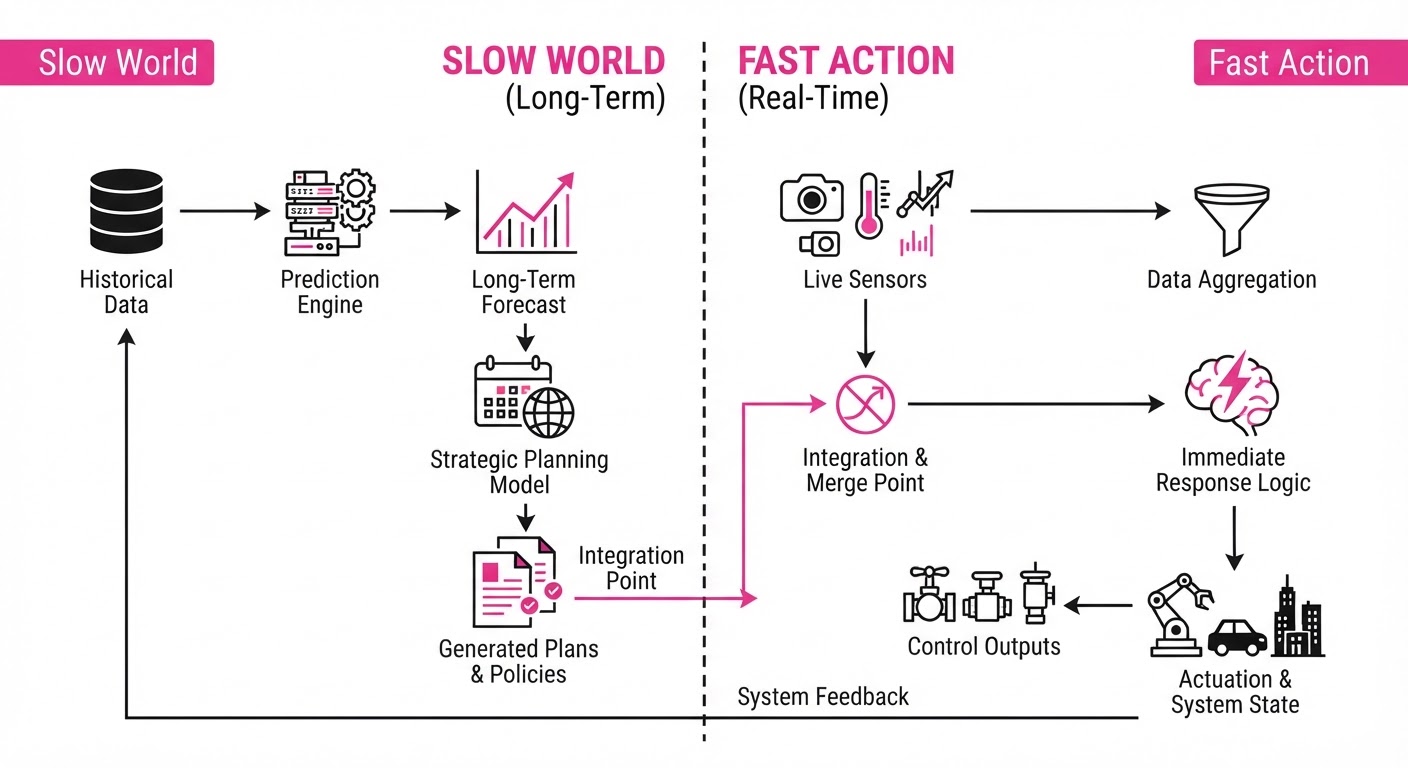 Slow World
SLOW WORLD
(Long-Term)
FAST ACTION
(Real-Time)
Fast Action
Historical
Data
Prediction
Engine
Long-Term
Forecast
Live Sensors
Data Aggregation
Strategic Planning
Model
Integration &
Merge Point
Immediate
Response Logic
Integration
Point
Generated Plans
& Policies
Control Outputs
Actuation &
System State
System Feedback